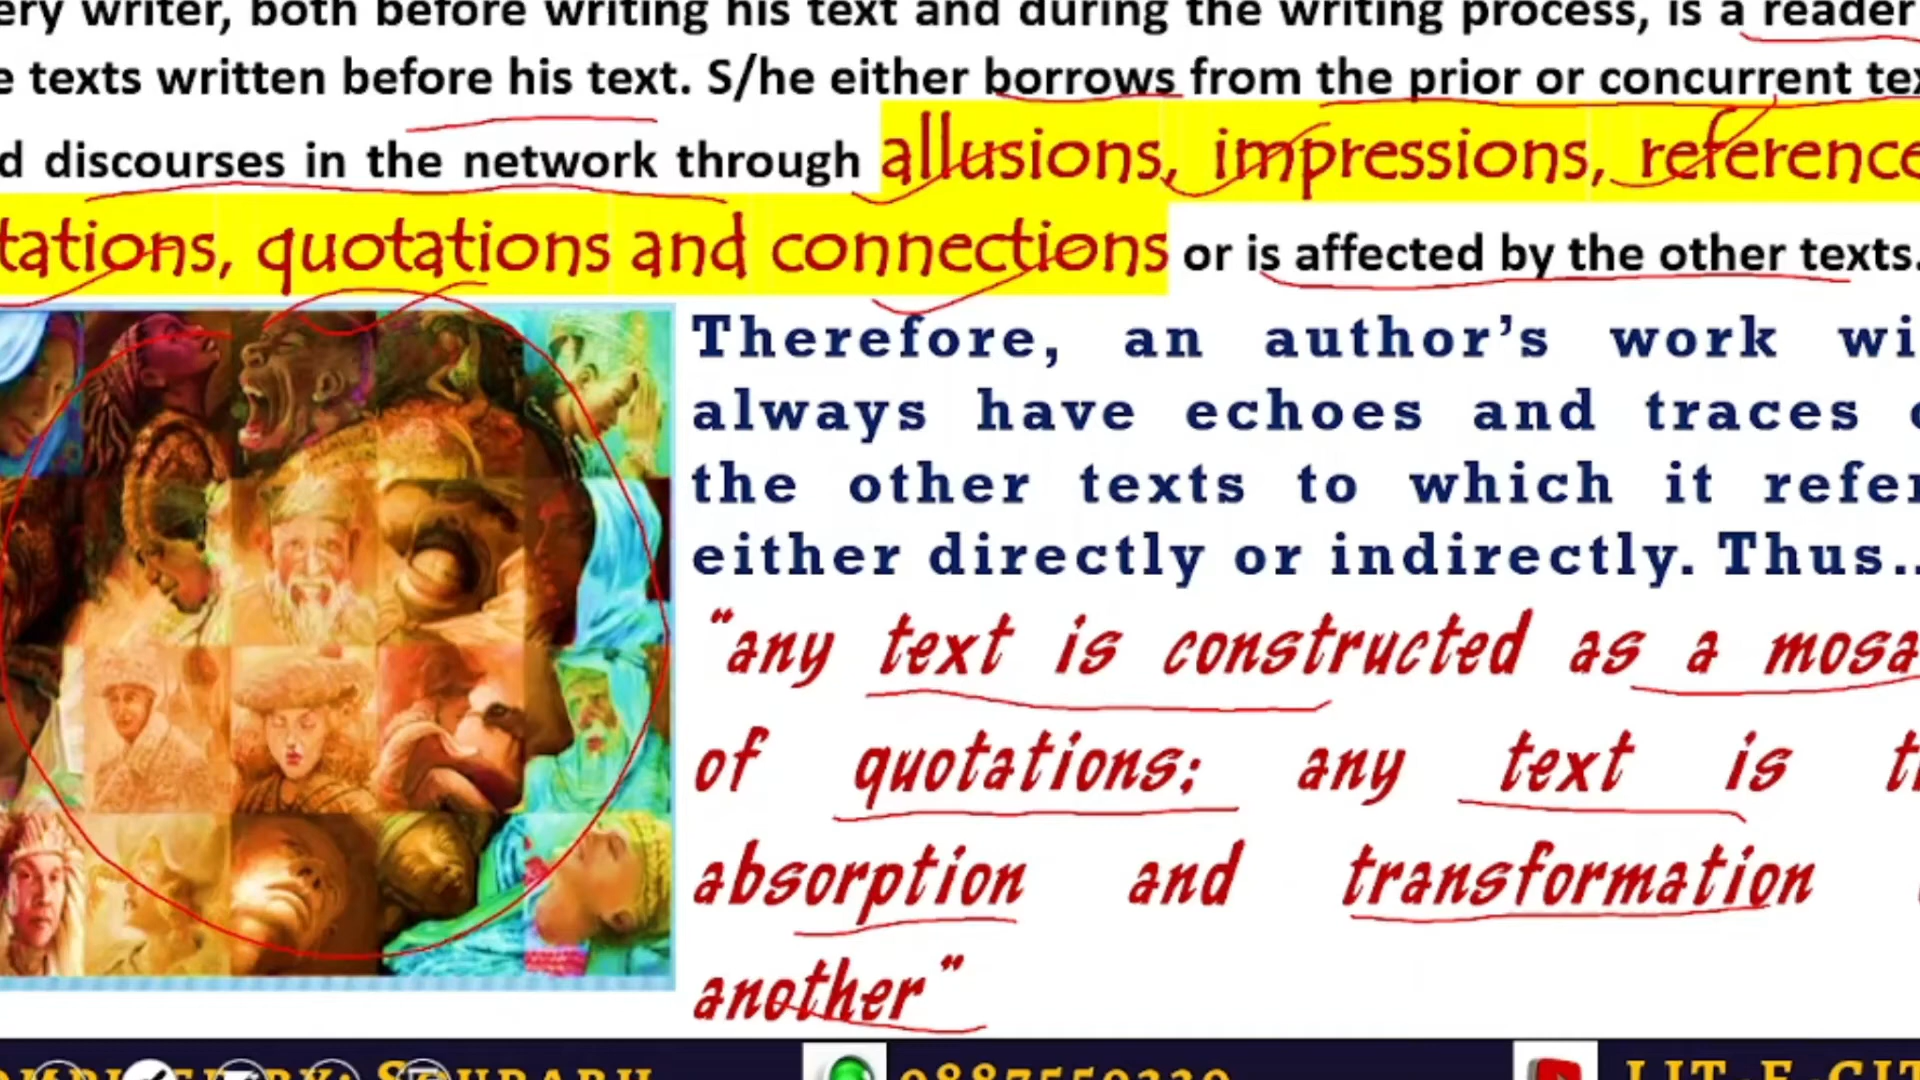 ery writer, both before writing his text and during the writing process, is a reader
e texts written before his text. S/he either borrows from the prior or concurrent tex
d discourses in the network through allusions, impressions, reference
tations, quotations and connections or is affected by the other texts.
Therefore, an author’s work wi
always have echoes and traces
the other texts to which it refer
either directly or indirectly. Thus..
“any text is constructed as a mosa
of quotations; any text is t
absorption and transformation
another”
LIT-E-CIT